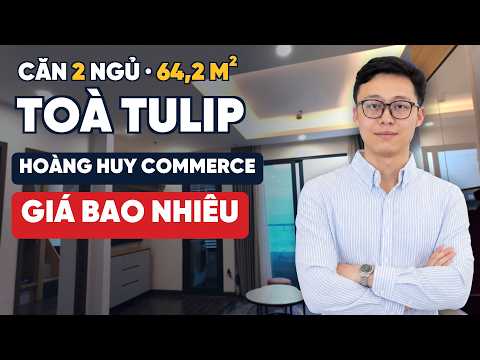 CĂN 2 NGỦ · 64,2 M²
TOÀ TULIP
HOÀNG HUY COMMERCE
GIÁ BAO NHIÊU